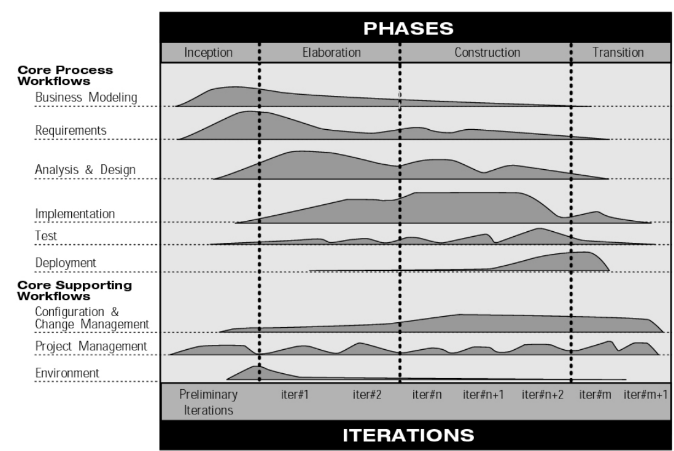 PHASES
Inception Elaboration Construction Transition
Core Process
Workflows
Business Modeling
Requirements
Analysis & Design
Implementation
Test
Deployment
Core Supporting
Workflows
Configuration &
Change Management
Project Management
Environment
Preliminary
Iterations
iter#1 iter#2 iter#n iter#n+1 iter#n+2 iter#m iter#m+1
ITERATIONS